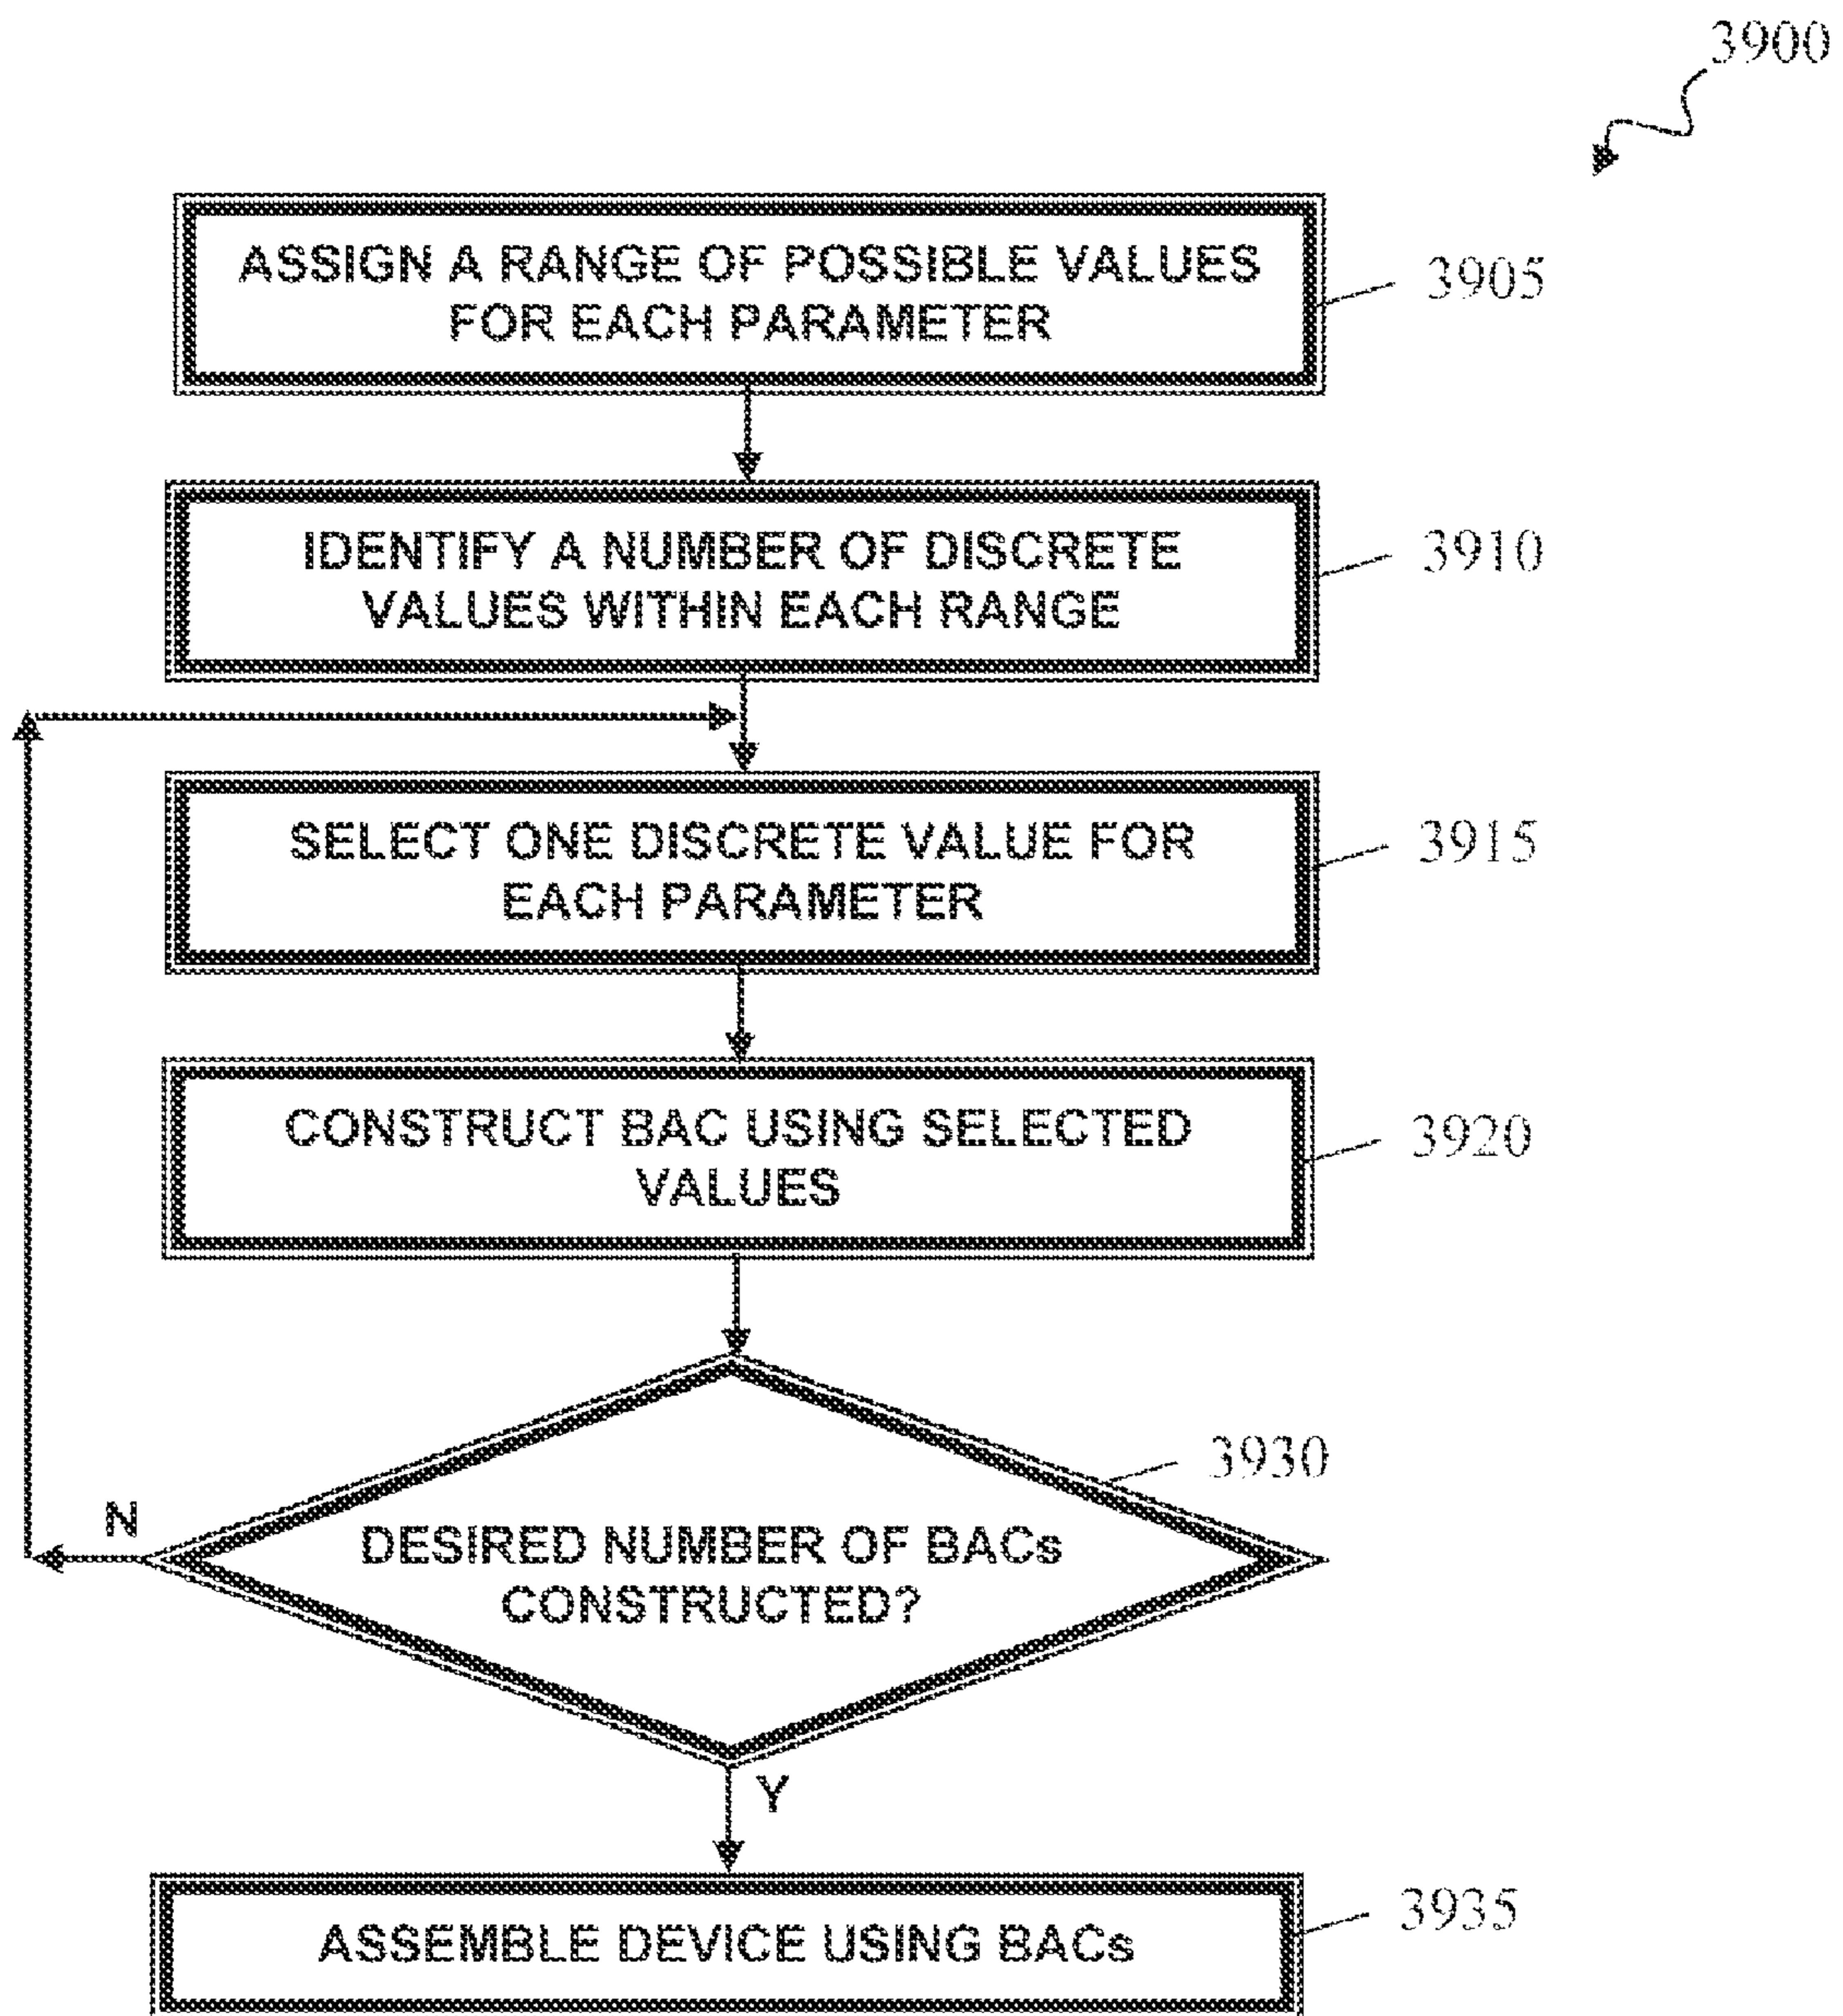 3900
ASSIGN A RANGE OF POSSIBLE VALUES
FOR EACH PARAMETER
3905
IDENTIFY A NUMBER OF DISCRETE
VALUES WITHIN EACH RANGE
3910
SELECT ONE DISCRETE VALUE FOR
EACH PARAMETER
3915
CONSTRUCT BAC USING SELECTED
VALUES
3920
3930
N
DESIRED NUMBER OF BACs
CONSTRUCTED?
Y
ASSEMBLE DEVICE USING BACs
3935